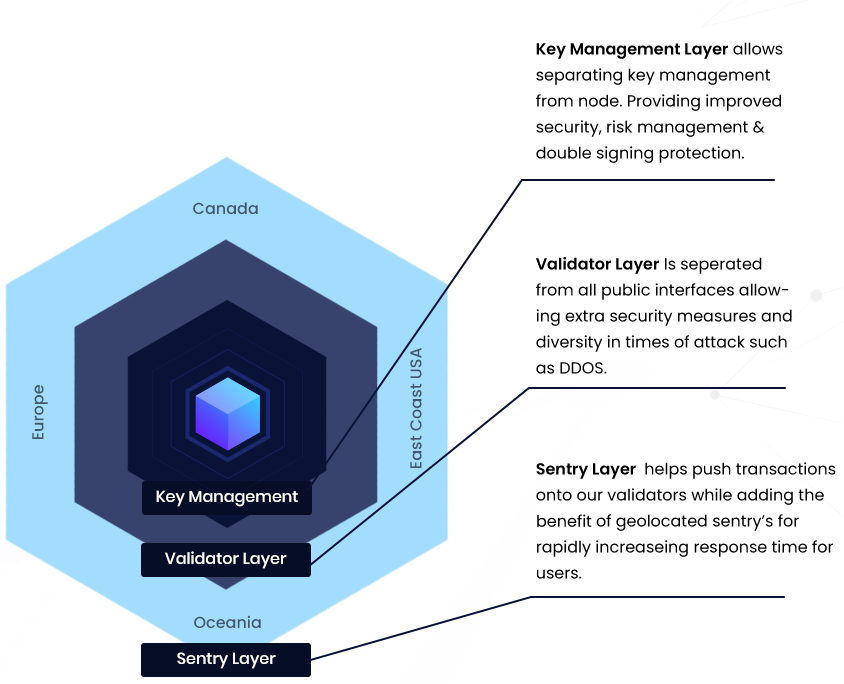 Key Management Layer allows
separating key management
from node. Providing improved
security, risk management &
double signing protection.
Canada
Validator Layer Is seperated
from all public interfaces allow-
ing extra security measures and
diversity in times of attack such
as DDOS.
Europe
East Coast USA
Key Management
Validator Layer
Sentry Layer helps push transactions
onto our validators while adding the
benefit of geolocated sentry's for
rapidly increaseing response time for
users.
Oceania
Sentry Layer